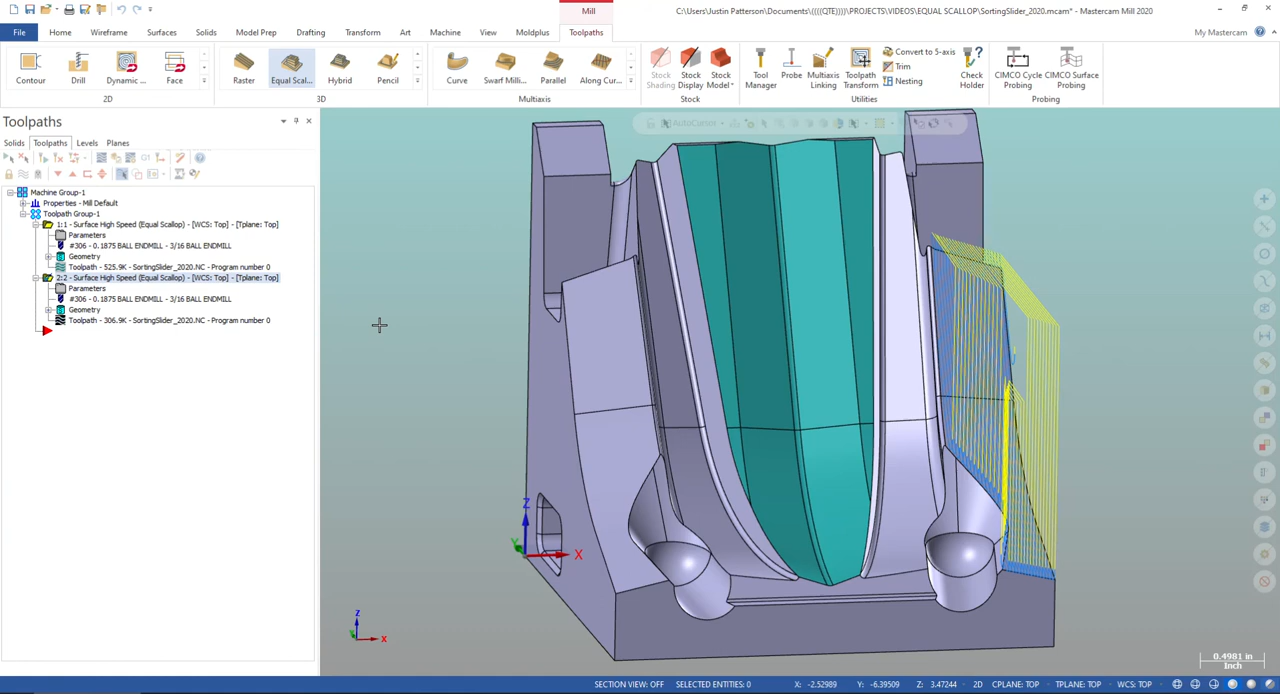 Mill
C:\Users\Justin Patterson\Documents\((((QTE))))\PROJECTS\VIDEOS\EQUAL SCALLOP\SortingSlider_2020.mcam* - Mastercam Mill 2020
File Home Wireframe Surfaces Solids Model Prep Drafting Transform Art Machine View Moldplus Toolpaths My Mastercam
Contour Drill Dynamic ... Face
2D
Raster Equal Scal... Hybrid Pencil
3D
Curve Swarf Milli... Parallel Along Cur...
Multiaxis
Stock Shading Stock Display Stock Model
Stock
Tool Manager Probe Multiaxis Linking Toolpath Transform Convert to 5-axis Trim Nesting Check Holder
Utilities
CIMCO Cycle Probing CIMCO Surface Probing
Probing
Toolpaths
Solids Toolpaths Levels Planes
AutoCursor
Machine Group-1
Properties - Mill Default
Toolpath Group-1
1:1 - Surface High Speed (Equal Scallop) - [WCS: Top] - [Tplane: Top]
Parameters
#306 - 0.1875 BALL ENDMILL - 3/16 BALL ENDMILL
Geometry
Toolpath - 525.9K - SortingSlider_2020.NC - Program number 0
2:2 - Surface High Speed (Equal Scallop) - [WCS: Top] - [Tplane: Top]
Parameters
#306 - 0.1875 BALL ENDMILL - 3/16 BALL ENDMILL
Geometry
Toolpath - 306.9K - SortingSlider_2020.NC - Program number 0
Z
Y X
Z
Y X
0.4981 in
Inch
SECTION VIEW: OFF SELECTED ENTITIES: 0 X: -2.52989 Y: -6.39509 Z: 3.47244 2D CPLANE: TOP TPLANE: TOP WCS: TOP